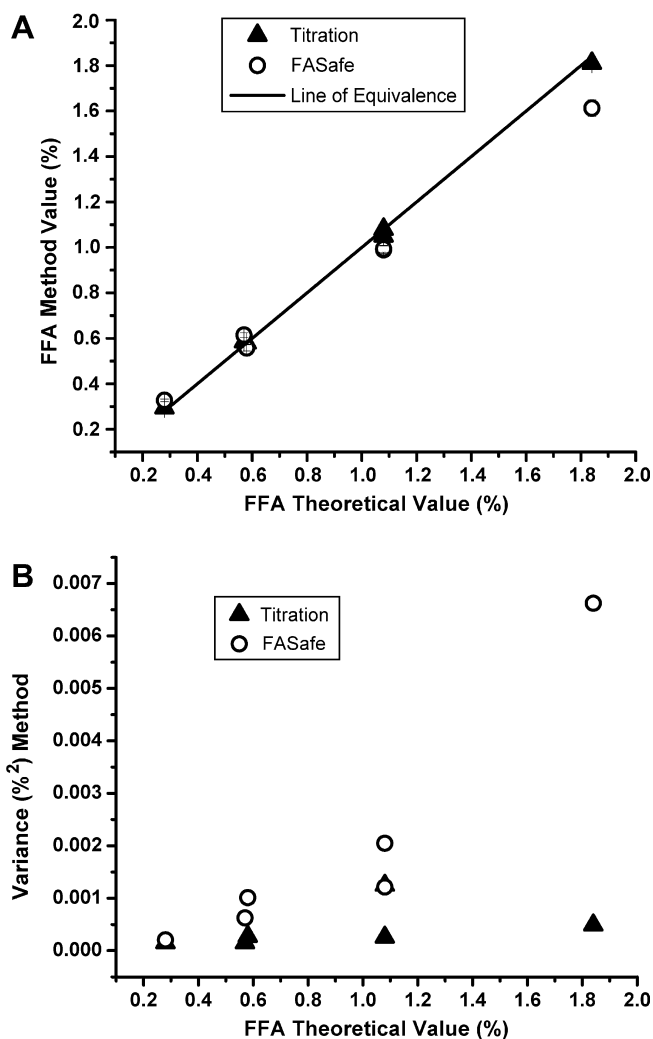 A
Titration
FASafe
Line of Equivalence
FFA Method Value (%)
2.0
1.8
1.6
1.4
1.2
1.0
0.8
0.6
0.4
0.2
0.2 0.4 0.6 0.8 1.0 1.2 1.4 1.6 1.8 2.0
FFA Theoretical Value (%)
B
Titration
FASafe
Variance (%²) Method
0.007
0.006
0.005
0.004
0.003
0.002
0.001
0.000
0.2 0.4 0.6 0.8 1.0 1.2 1.4 1.6 1.8 2.0
FFA Theoretical Value (%)